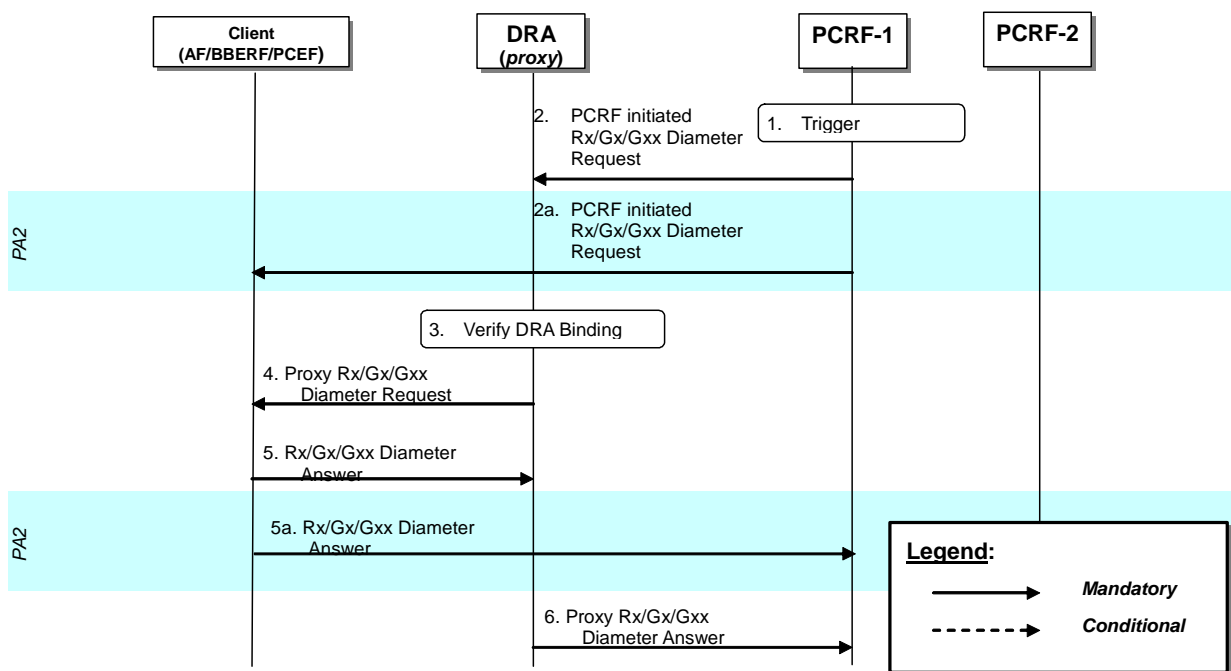 Client
(AF/BBERF/PCEF)
DRA
(proxy)
PCRF-1
PCRF-2
1. Trigger
2. PCRF initiated
Rx/Gx/Gxx Diameter
Request
PA2
2a. PCRF initiated
Rx/Gx/Gxx Diameter
Request
3. Verify DRA Binding
4. Proxy Rx/Gx/Gxx
Diameter Request
5. Rx/Gx/Gxx Diameter
Answer
PA2
5a. Rx/Gx/Gxx Diameter
Answer
6. Proxy Rx/Gx/Gxx
Diameter Answer
Legend:
Mandatory
Conditional